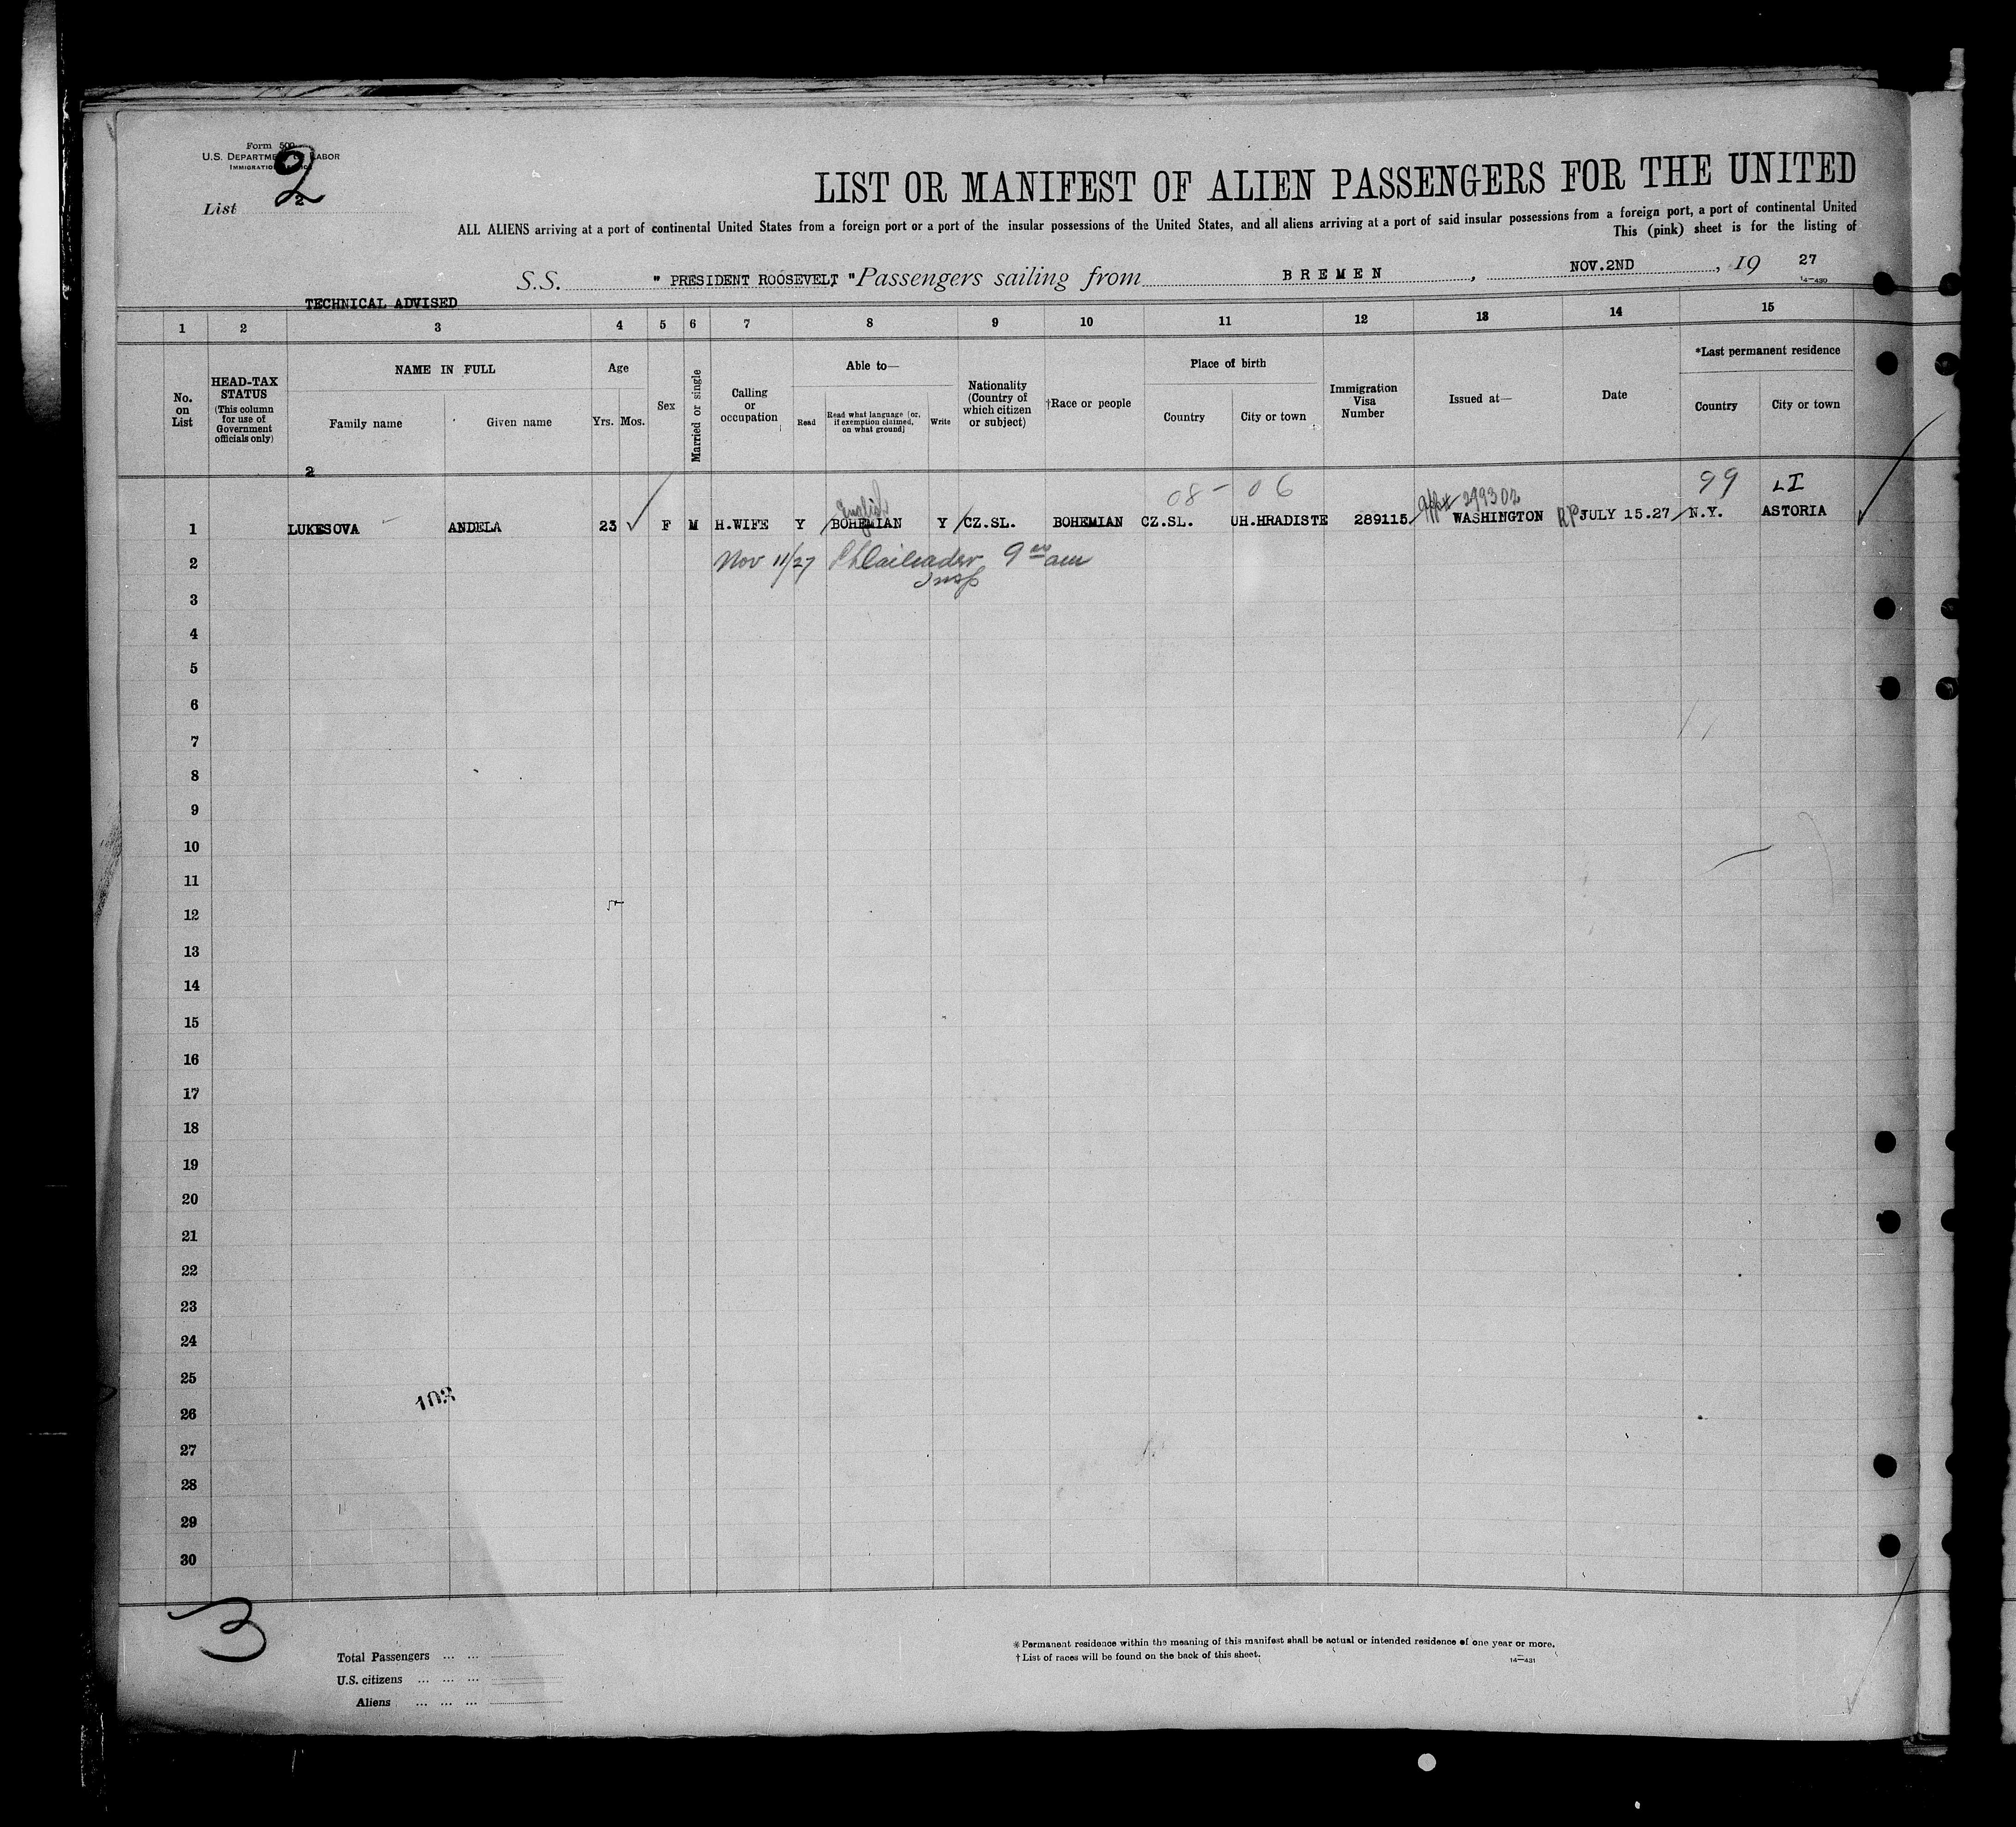 Form 500
U.S. DEPARTMENT OF LABOR
IMMIGRATION SERVICE
2
List 2
LIST OR MANIFEST OF ALIEN PASSENGERS FOR THE UNITED
ALL ALIENS arriving at a port of continental United States from a foreign port or a port of the insular possessions of the United States, and all aliens arriving at a port of said insular possessions from a foreign port, a port of continental United
This (pink) sheet is for the listing of
S.S. " PRESIDENT ROOSEVELT " Passengers sailing from BREMEN , NOV.2ND , 19 27
14-430
TECHNICAL ADVISED
1 2 3 4 5 6 7 8 9 10 11 12 13 14 15
No. on List
HEAD-TAX STATUS (This column for use of Government officials only)
NAME IN FULL
Family name Given name
Age
Yrs. Mos.
Sex
Married or single
Calling or occupation
Able to—
Read Read what language [or, if exemption claimed, on what ground] Write
Nationality (Country of which citizen or subject)
†Race or people
Place of birth
Country City or town
Immigration Visa Number
Issued at—
Date
*Last permanent residence
Country City or town
2
08 - 06 99 LI
English 299302
1 LUKESOVA ANDELA 23 F M H.WIFE Y BOHEMIAN Y CZ.SL. BOHEMIAN CZ.SL. UH.HRADISTE 289115 WASHINGTON RP JULY 15.27 N.Y. ASTORIA
2 Nov 11/27 9 00 am
Insp
3
4
5
6
7
8
9
10
11
12
13
14
15
16
17
18
19
20
21
22
23
24
25
102
26
27
28
29
30
3
Total Passengers ... ...
U.S. citizens ... ... ...
Aliens ... ... ...
* Permanent residence within the meaning of this manifest shall be actual or intended residence of one year or more.
† List of races will be found on the back of this sheet.
14-431